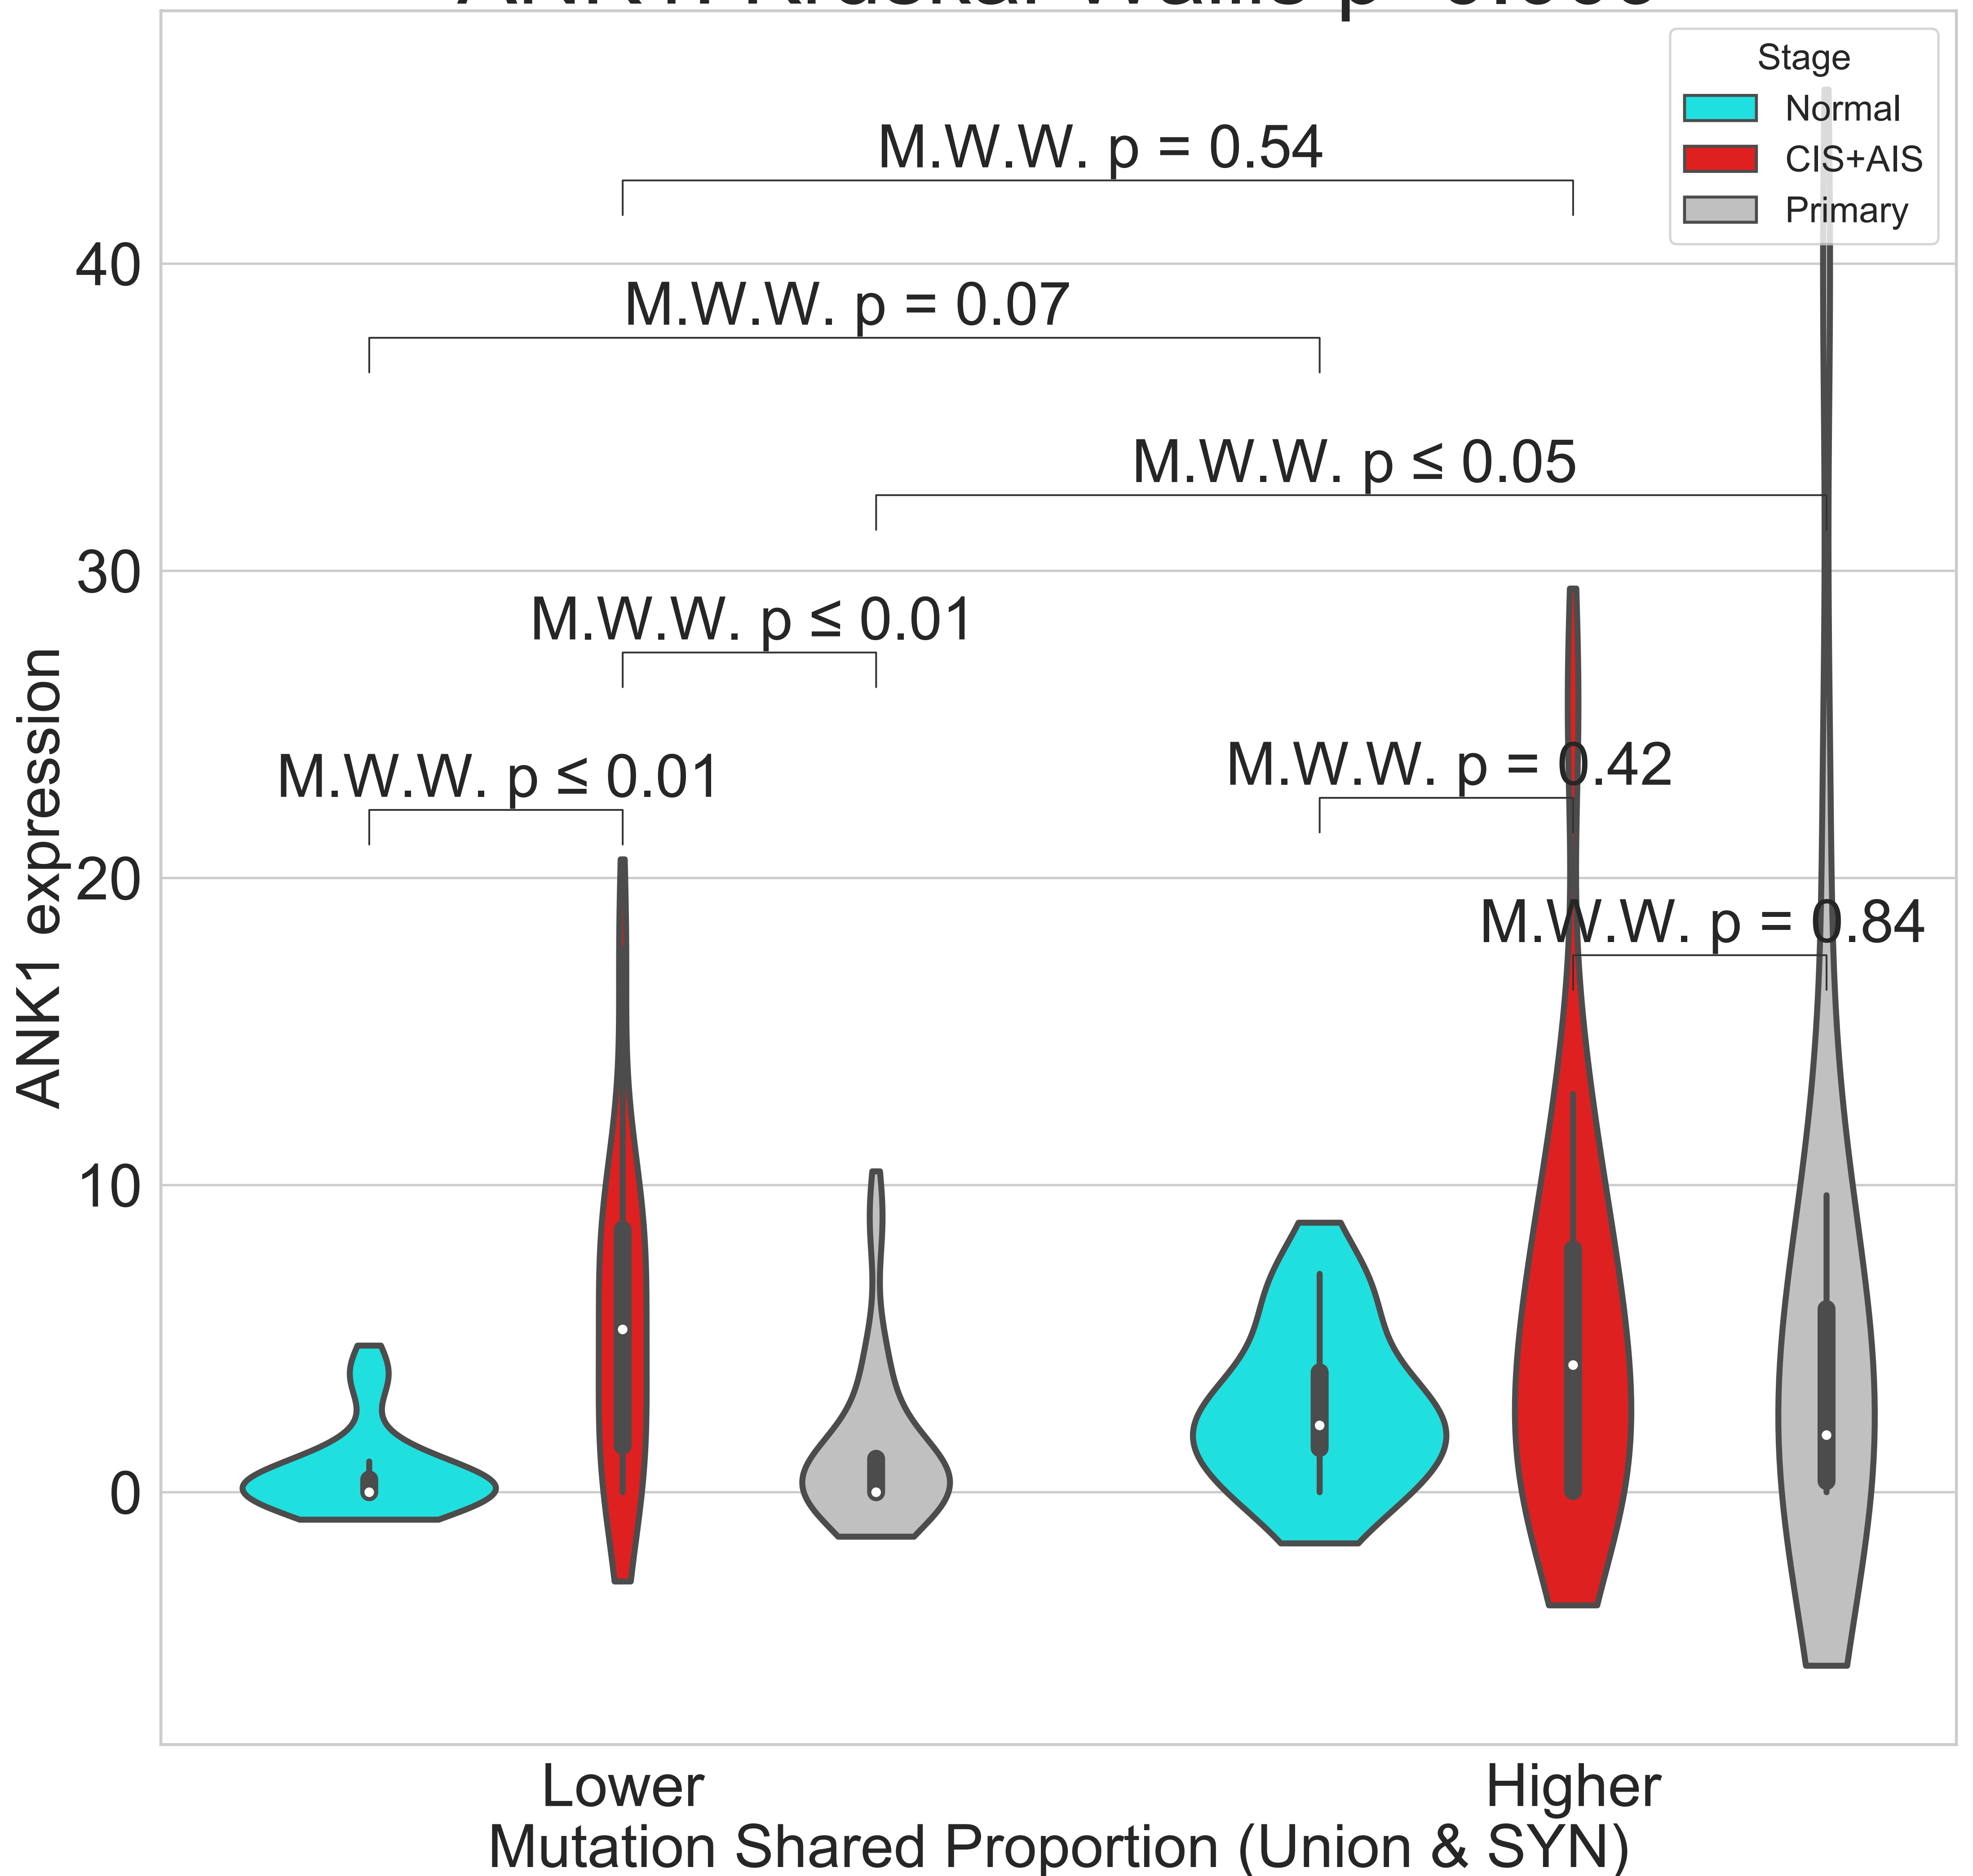 Stage
Normal
CIS+AIS
Primary
M.W.W. p = 0.54
40
M.W.W. p = 0.07
M.W.W. p ≤ 0.05
30
M.W.W. p ≤ 0.01
M.W.W. p ≤ 0.01
M.W.W. p = 0.42
20
M.W.W. p = 0.84
10
0
ANK1 expression
Lower
Higher
Mutation Shared Proportion (Union & SYN)